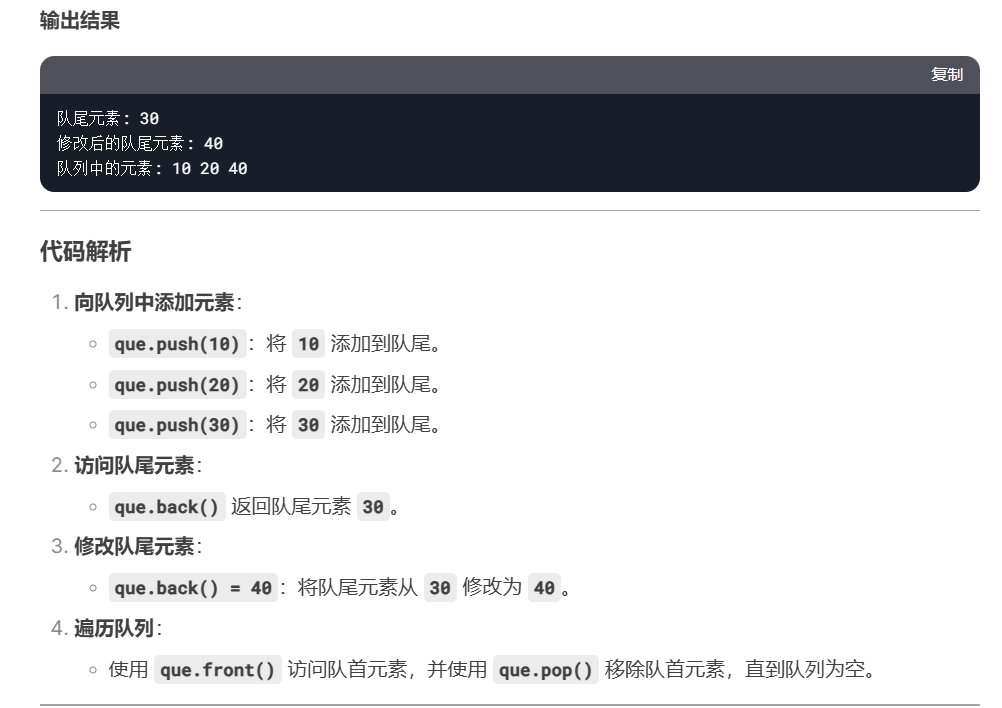 输出结果
复制
队尾元素: 30
修改后的队尾元素: 40
队列中的元素: 10 20 40
代码解析
1. 向队列中添加元素:
que.push(10): 将 10 添加到队尾。
que.push(20): 将 20 添加到队尾。
que.push(30): 将 30 添加到队尾。
2. 访问队尾元素:
que.back() 返回队尾元素 30。
3. 修改队尾元素:
que.back() = 40: 将队尾元素从 30 修改为 40。
4. 遍历队列:
使用 que.front() 访问队首元素，并使用 que.pop() 移除队首元素，直到队列为空。